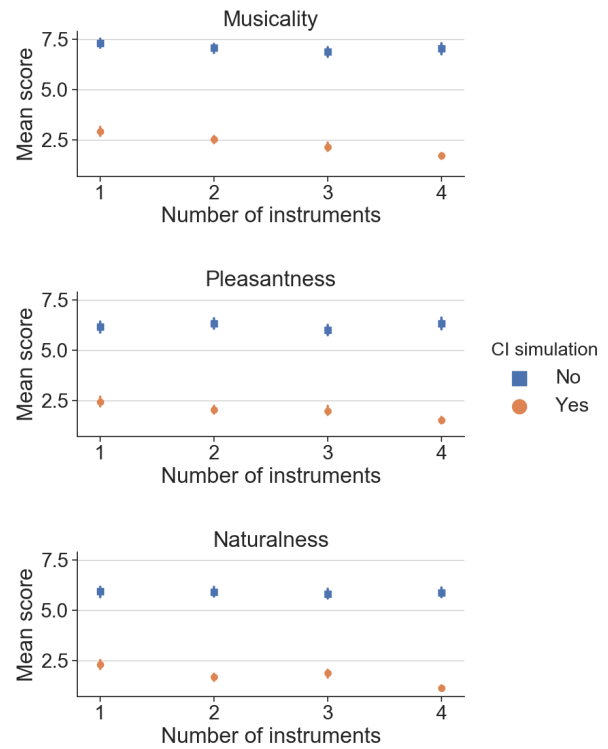 Musicality
7.5
5.0
2.5
Mean score
1 2 3 4
Number of instruments
Pleasantness
7.5
5.0
2.5
Mean score
1 2 3 4
Number of instruments
CI simulation
No
Yes
Naturalness
7.5
5.0
2.5
Mean score
1 2 3 4
Number of instruments